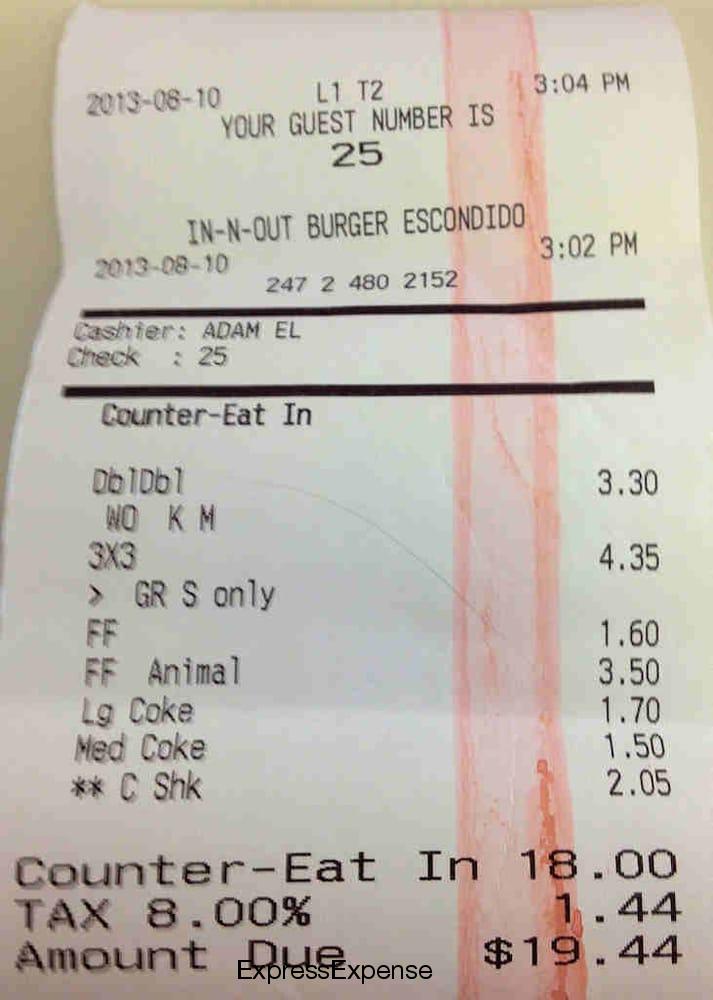 2013-08-10 L1 T2 3:04 PM
YOUR GUEST NUMBER IS
25
IN-N-OUT BURGER ESCONDIDO
2013-08-10 3:02 PM
247 2 480 2152
Cashier: ADAM EL
Check : 25
Counter-Eat In
DblDbl 3.30
WO K M
3X3 4.35
> GR S only
FF 1.60
FF Animal 3.50
Lg Coke 1.70
Med Coke 1.50
** C Shk 2.05
Counter-Eat In 18.00
TAX 8.00% 1.44
Amount Due $19.44
ExpressExpense